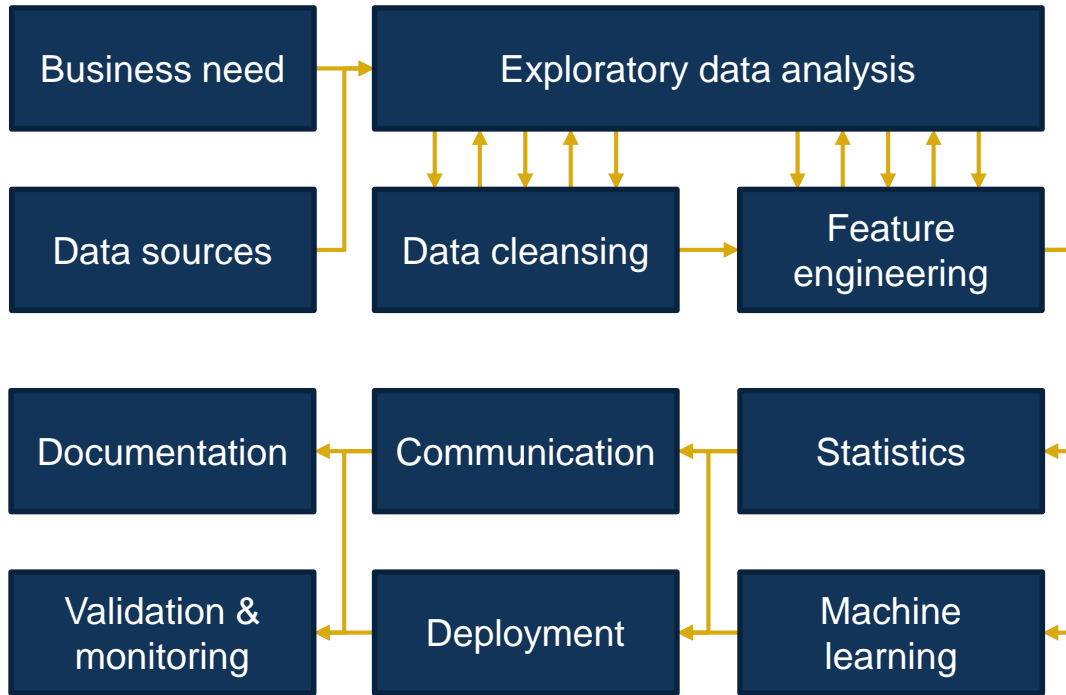 Business need
Exploratory data analysis
Data sources
Data cleansing
Feature
engineering
Documentation
Communication
Statistics
Validation &
monitoring
Deployment
Machine
learning